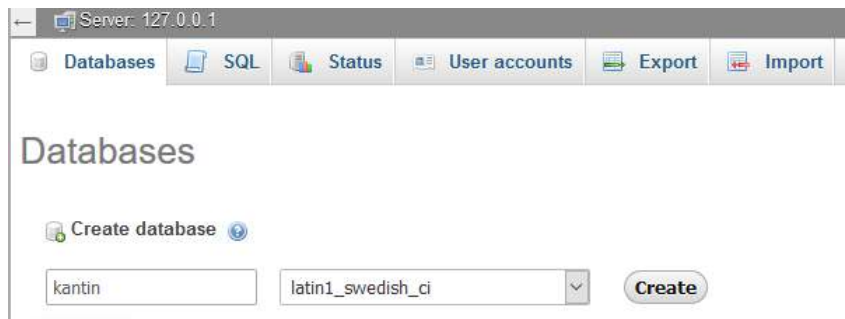 Server: 127.0.0.1
Databases SQL Status User accounts Export Import
Databases
Create database
kantin latin1_swedish_ci Create